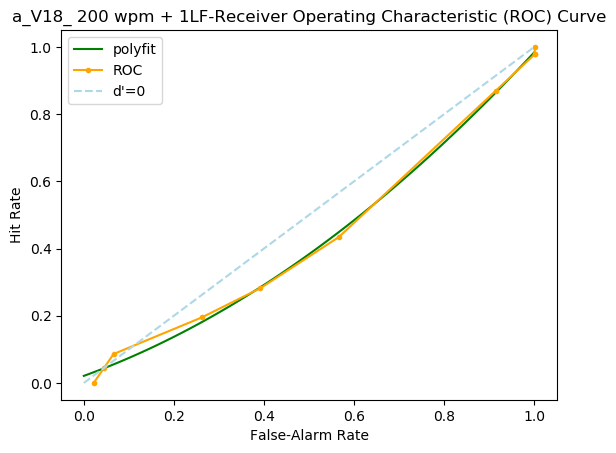 a_V18_ 200 wpm + 1LF-Receiver Operating Characteristic (ROC) Curve
polyfit
ROC
d'=0
1.0
0.8
0.6
0.4
0.2
0.0
Hit Rate
0.0 0.2 0.4 0.6 0.8 1.0
False-Alarm Rate